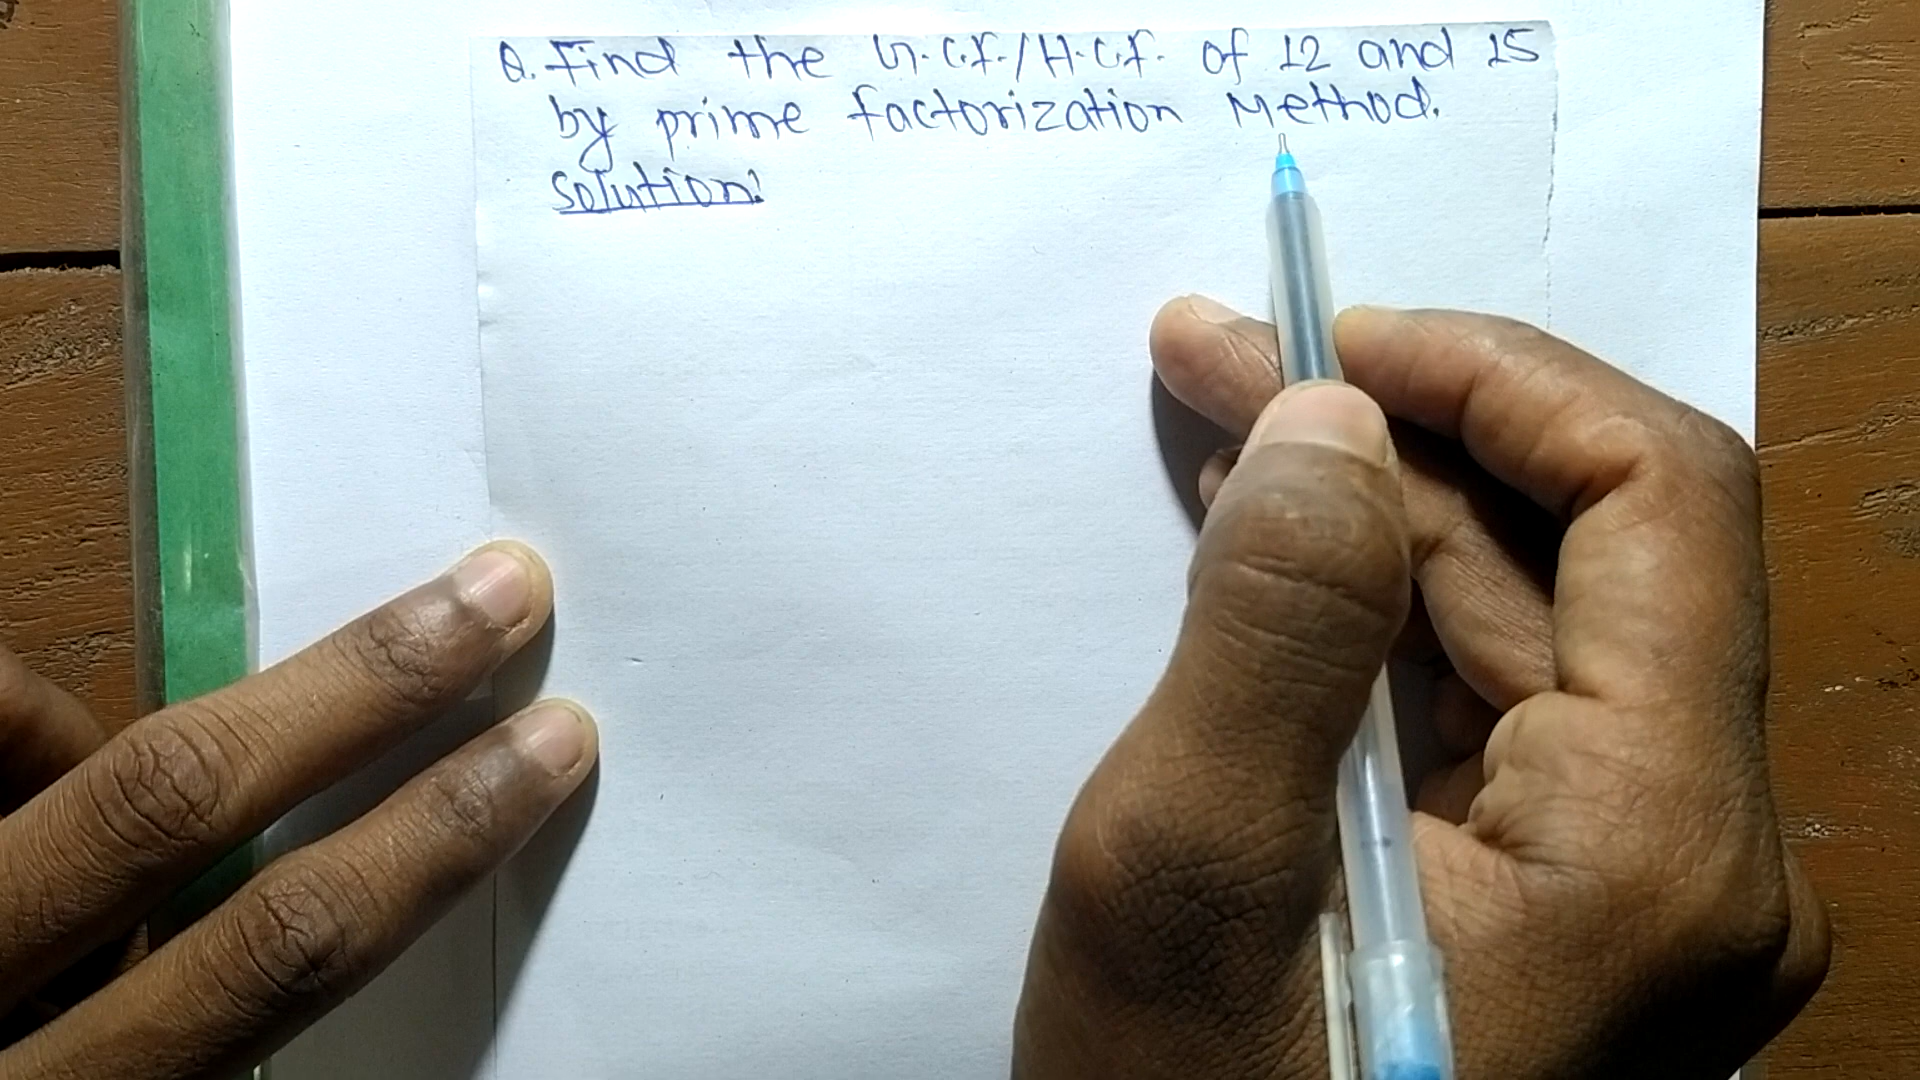 Q. Find the G.C.F./H.C.F. of 12 and 15
by prime factorization Method.
Solution: